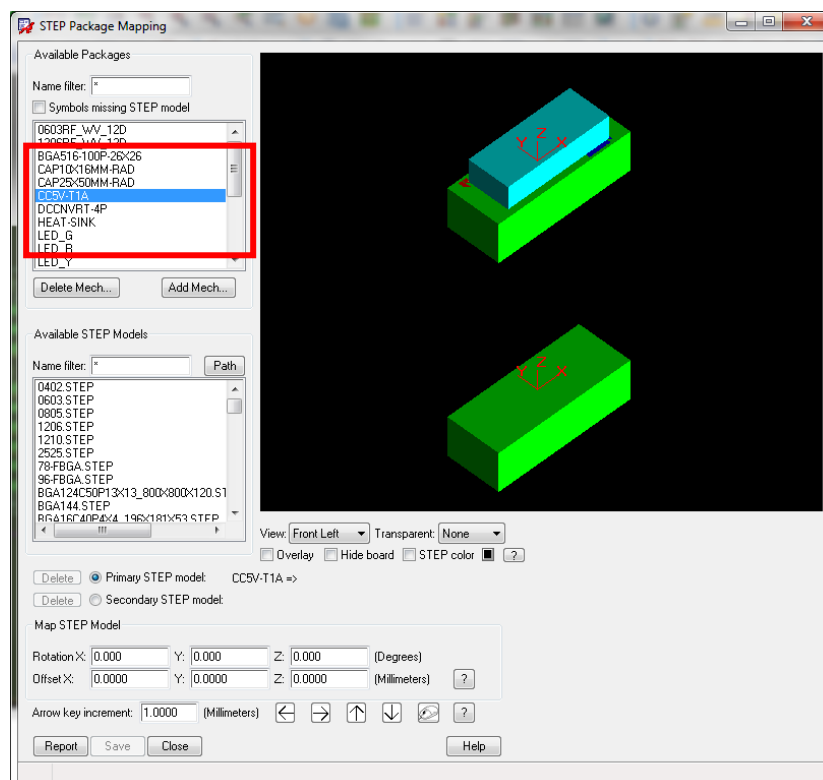 STEP Package Mapping
Available Packages
Name filter: *
Symbols missing STEP model
0603RF_WV_12D
1206RF_WV_12D
BGA516-100P-26X26
CAP10X16MM-RAD
CAP25X50MM-RAD
CC5V-T1A
DCCNVRT-4P
HEAT-SINK
LED_G
LED_R
LED_Y
Delete Mech... Add Mech...
Available STEP Models
Name filter: * Path
0402.STEP
0603.STEP
0805.STEP
1206.STEP
1210.STEP
2525.STEP
78-FBGA.STEP
96-FBGA.STEP
BGA124C50P13X13_800X800X120.ST
BGA144.STEP
BGA16C40P4X4_196X181X53.STEP
Y Z X
Y Z X
View: Front Left Transparent: None
Overlay Hide board STEP color ?
Delete Primary STEP model: CC5V-T1A =>
Delete Secondary STEP model:
Map STEP Model
Rotation X: 0.000 Y: 0.000 Z: 0.000 (Degrees)
Offset X: 0.0000 Y: 0.0000 Z: 0.0000 (Millimeters) ?
Arrow key increment: 1.0000 (Millimeters) ?
Report Save Close Help